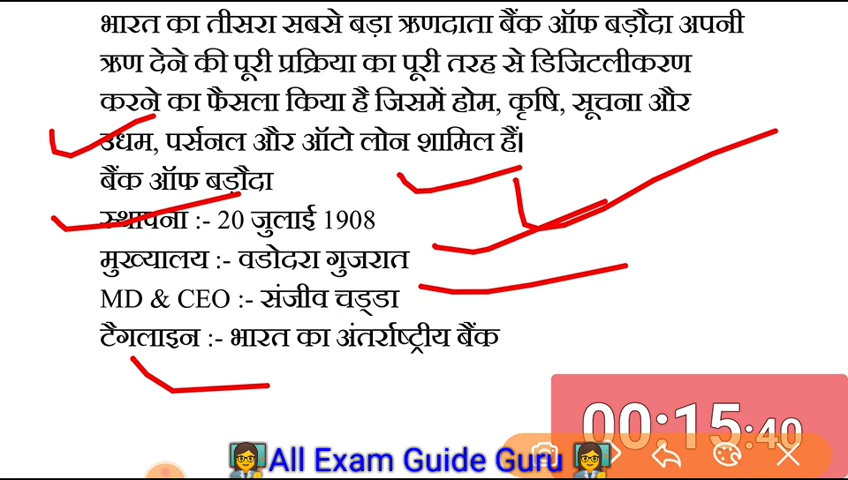 भारत का तीसरा सबसे बड़ा ऋणदाता बैंक ऑफ बड़ौदा अपनी
ऋण देने की पूरी प्रक्रिया का पूरी तरह से डिजिटलीकरण
करने का फैसला किया है जिसमें होम, कृषि, सूचना और
उधम, पर्सनल और ऑटो लोन शामिल हैं।
बैंक ऑफ बड़ौदा
स्थापना :- 20 जुलाई 1908
मुख्यालय :- वडोदरा गुजरात
MD & CEO :- संजीव चड्डा
टैगलाइन :- भारत का अंतर्राष्ट्रीय बैंक
00:15:40
All Exam Guide Guru